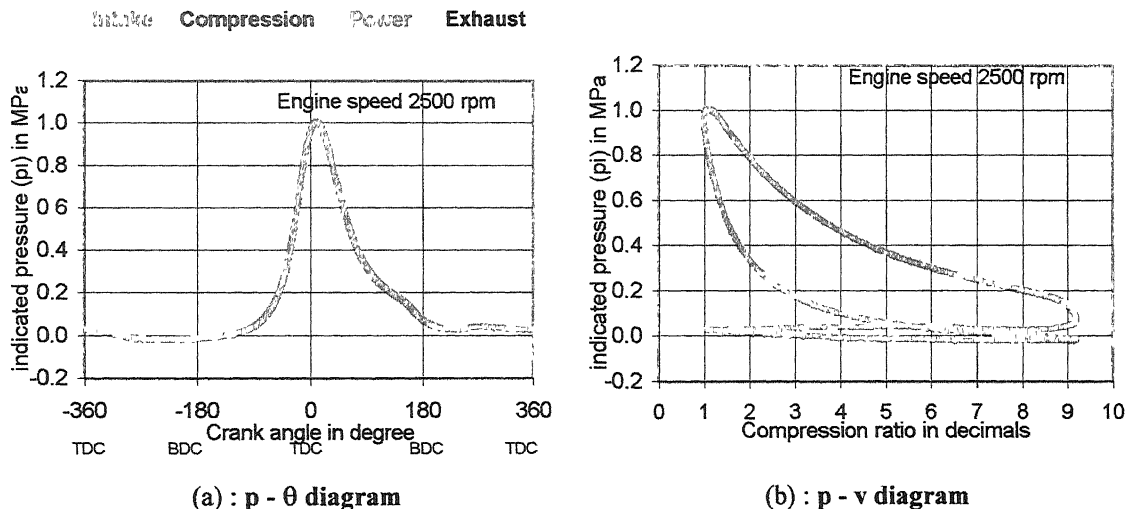 Intake Compression Power Exhaust
indicated pressure (pi) in MPa
1.2
1.0
0.8
0.6
0.4
0.2
0.0
-0.2
Engine speed 2500 rpm
-360 -180 0 180 360
Crank angle in degree
TDC BDC TDC BDC TDC
(a) : p - θ diagram
indicated pressure (pi) in MPa
1.2
1.0
0.8
0.6
0.4
0.2
0.0
-0.2
Engine speed 2500 rpm
0 1 2 3 4 5 6 7 8 9 10
Compression ratio in decimals
(b) : p - v diagram